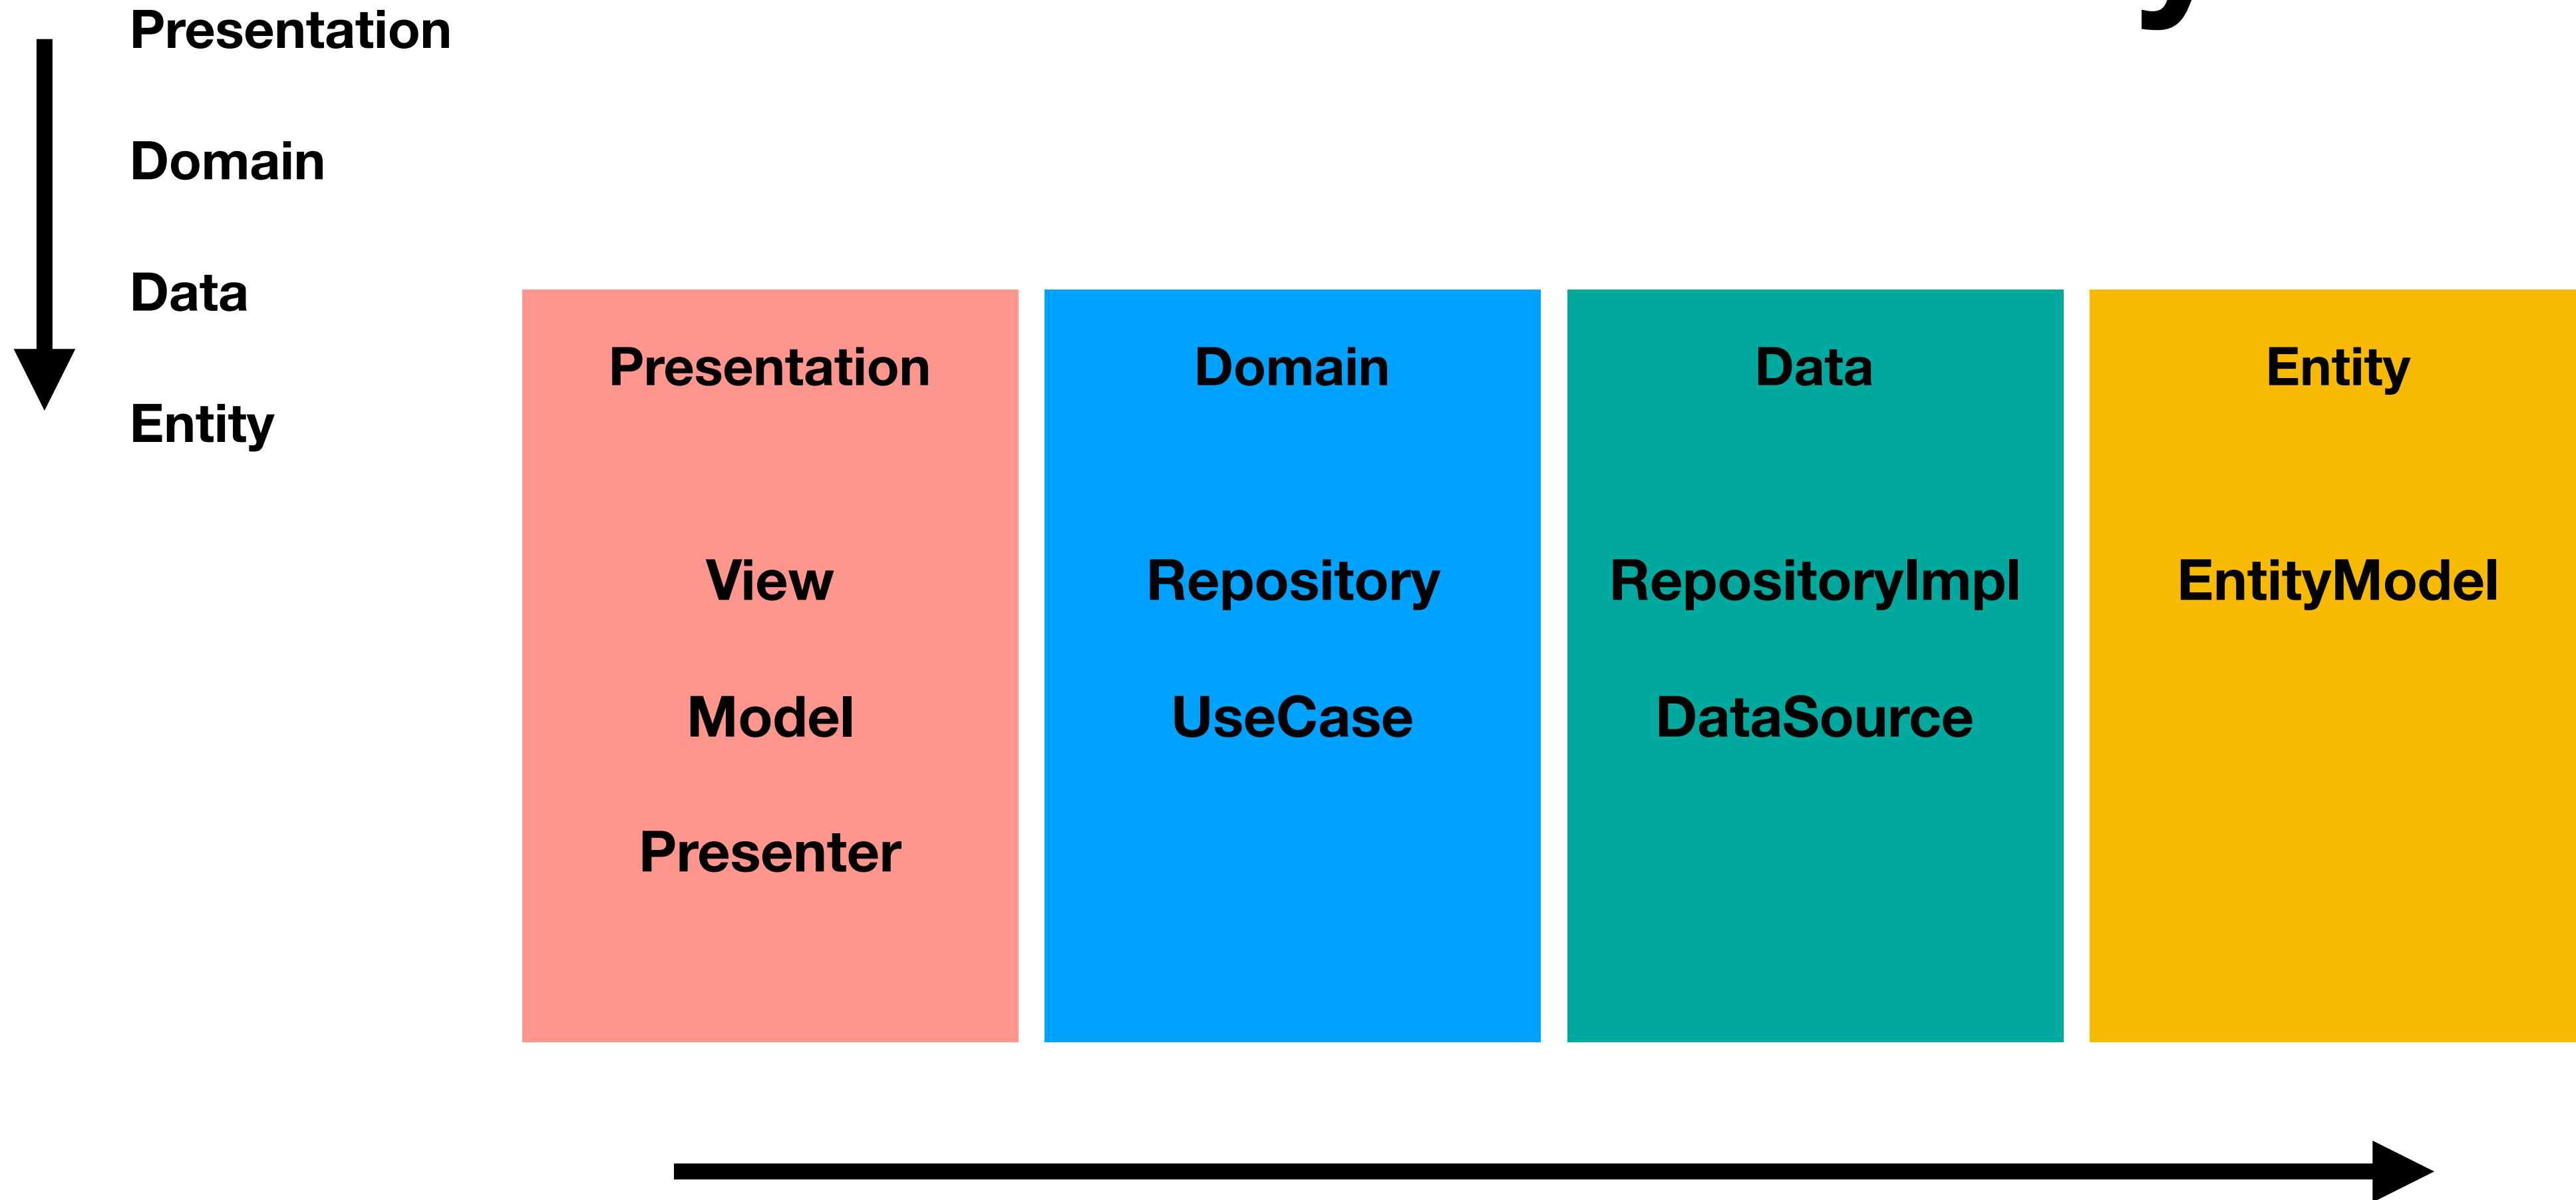 Presentation
Domain
Data
Entity
Presentation
View
Model
Presenter
Domain
Repository
UseCase
Data
RepositoryImpl
DataSource
Entity
EntityModel